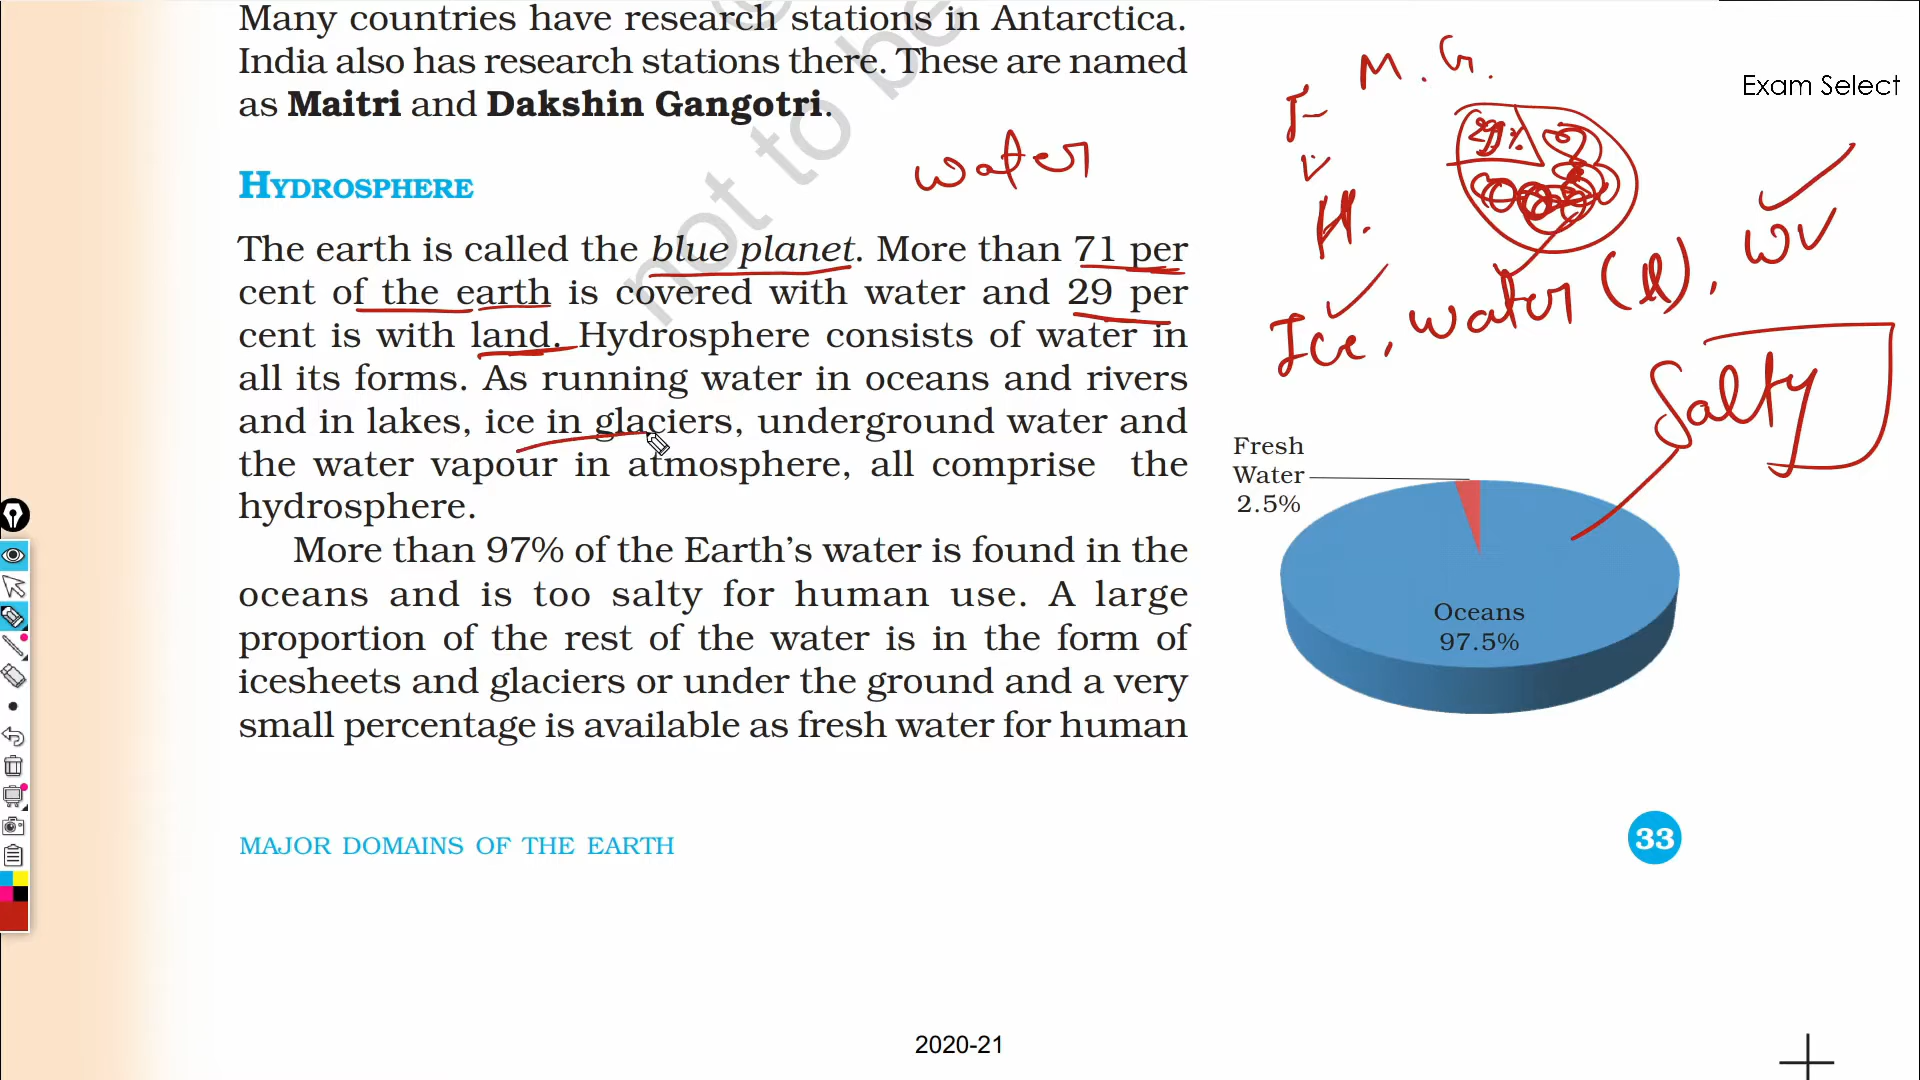 Many countries have research stations in Antarctica.
India also has research stations there. These are named
as Maitri and Dakshin Gangotri.
HYDROSPHERE
The earth is called the blue planet. More than 71 per
cent of the earth is covered with water and 29 per
cent is with land. Hydrosphere consists of water in
all its forms. As running water in oceans and rivers
and in lakes, ice in glaciers, underground water and
the water vapour in atmosphere, all comprise the
hydrosphere.
More than 97% of the Earth’s water is found in the
oceans and is too salty for human use. A large
proportion of the rest of the water is in the form of
icesheets and glaciers or under the ground and a very
small percentage is available as fresh water for human
MAJOR DOMAINS OF THE EARTH
33
2020-21
not to be
water
M. G.
29%
H.
Ice, water (l), wv
Salty
Exam Select
Fresh
Water
2.5%
Oceans
97.5%